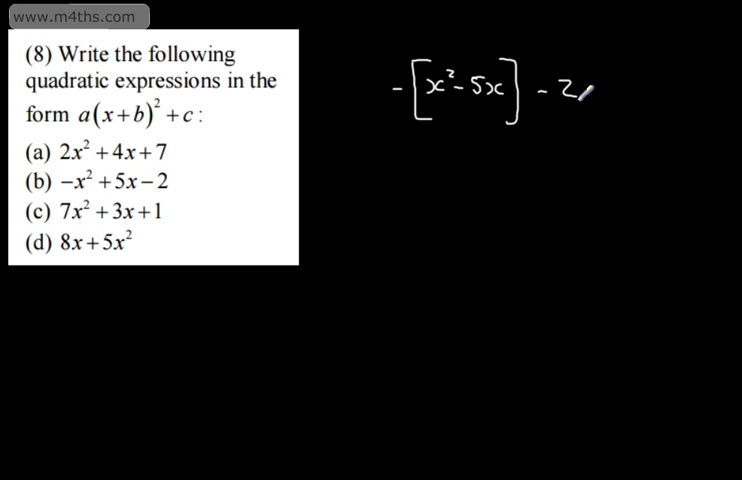 www.m4ths.com
(8) Write the following
quadratic expressions in the
form a(x+b)² + c :
(a) 2x² + 4x + 7
(b) −x² + 5x − 2
(c) 7x² + 3x + 1
(d) 8x + 5x²
- [x² - 5x] - 2